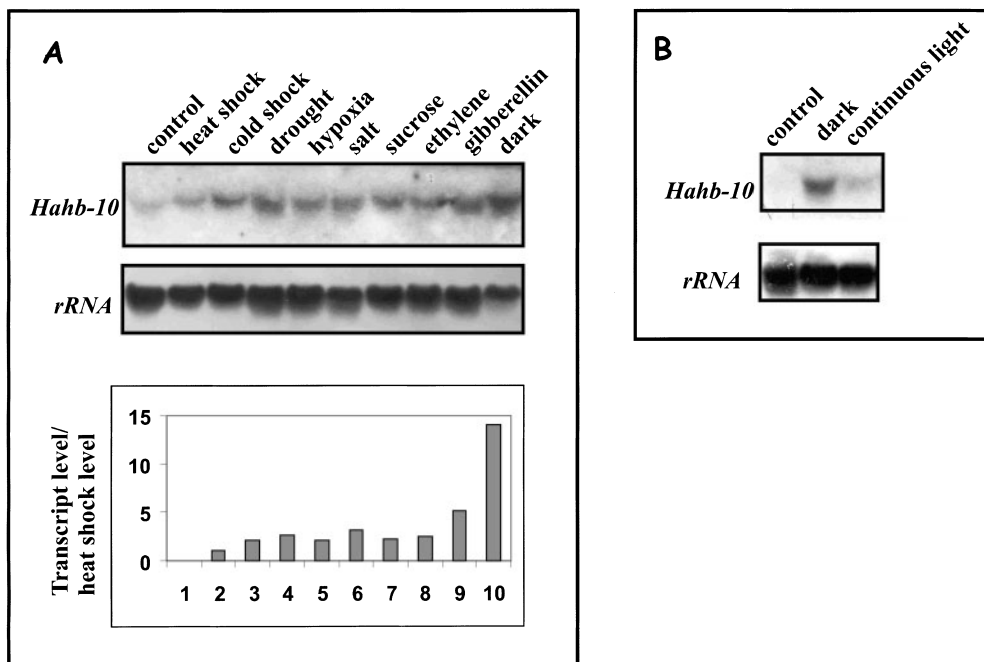 A
control
heat shock
cold shock
drought
hypoxia
salt
sucrose
ethylene
gibberellin
dark
Hahb-10
rRNA
Transcript level/
heat shock level
15
10
5
0
1 2 3 4 5 6 7 8 9 10
B
control
dark
continuous light
Hahb-10
rRNA